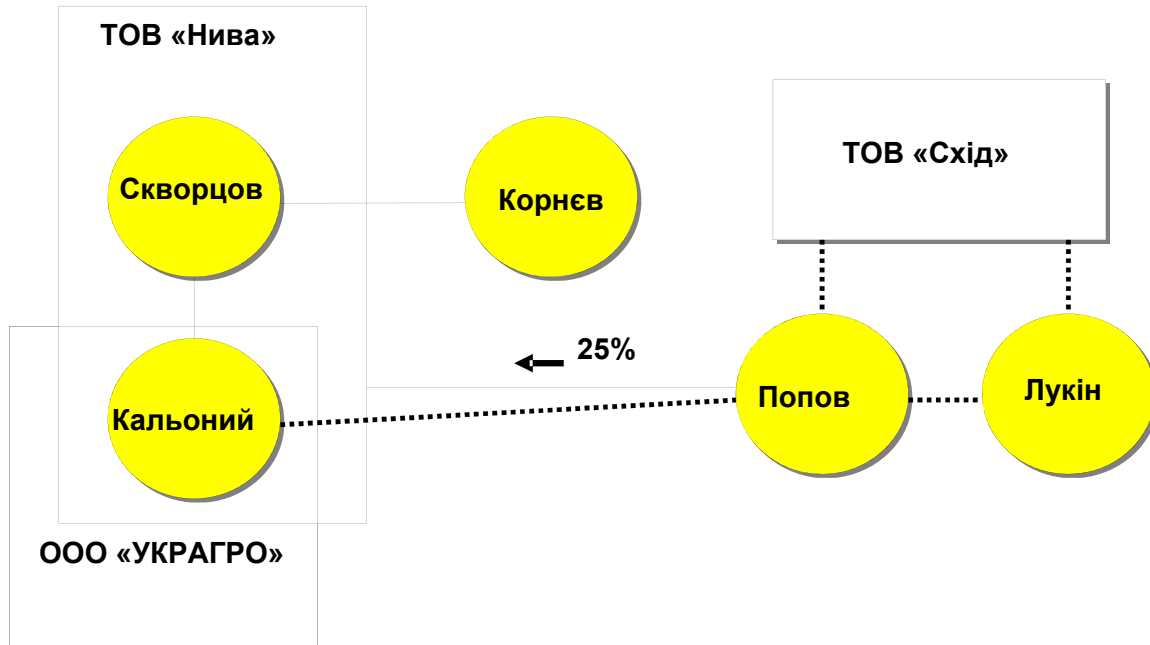 ТОВ «Нива»
Скворцов
Корнєв
ТОВ «Схід»
25%
Кальоний
Попов
Лукін
ООО «УКРАГРО»